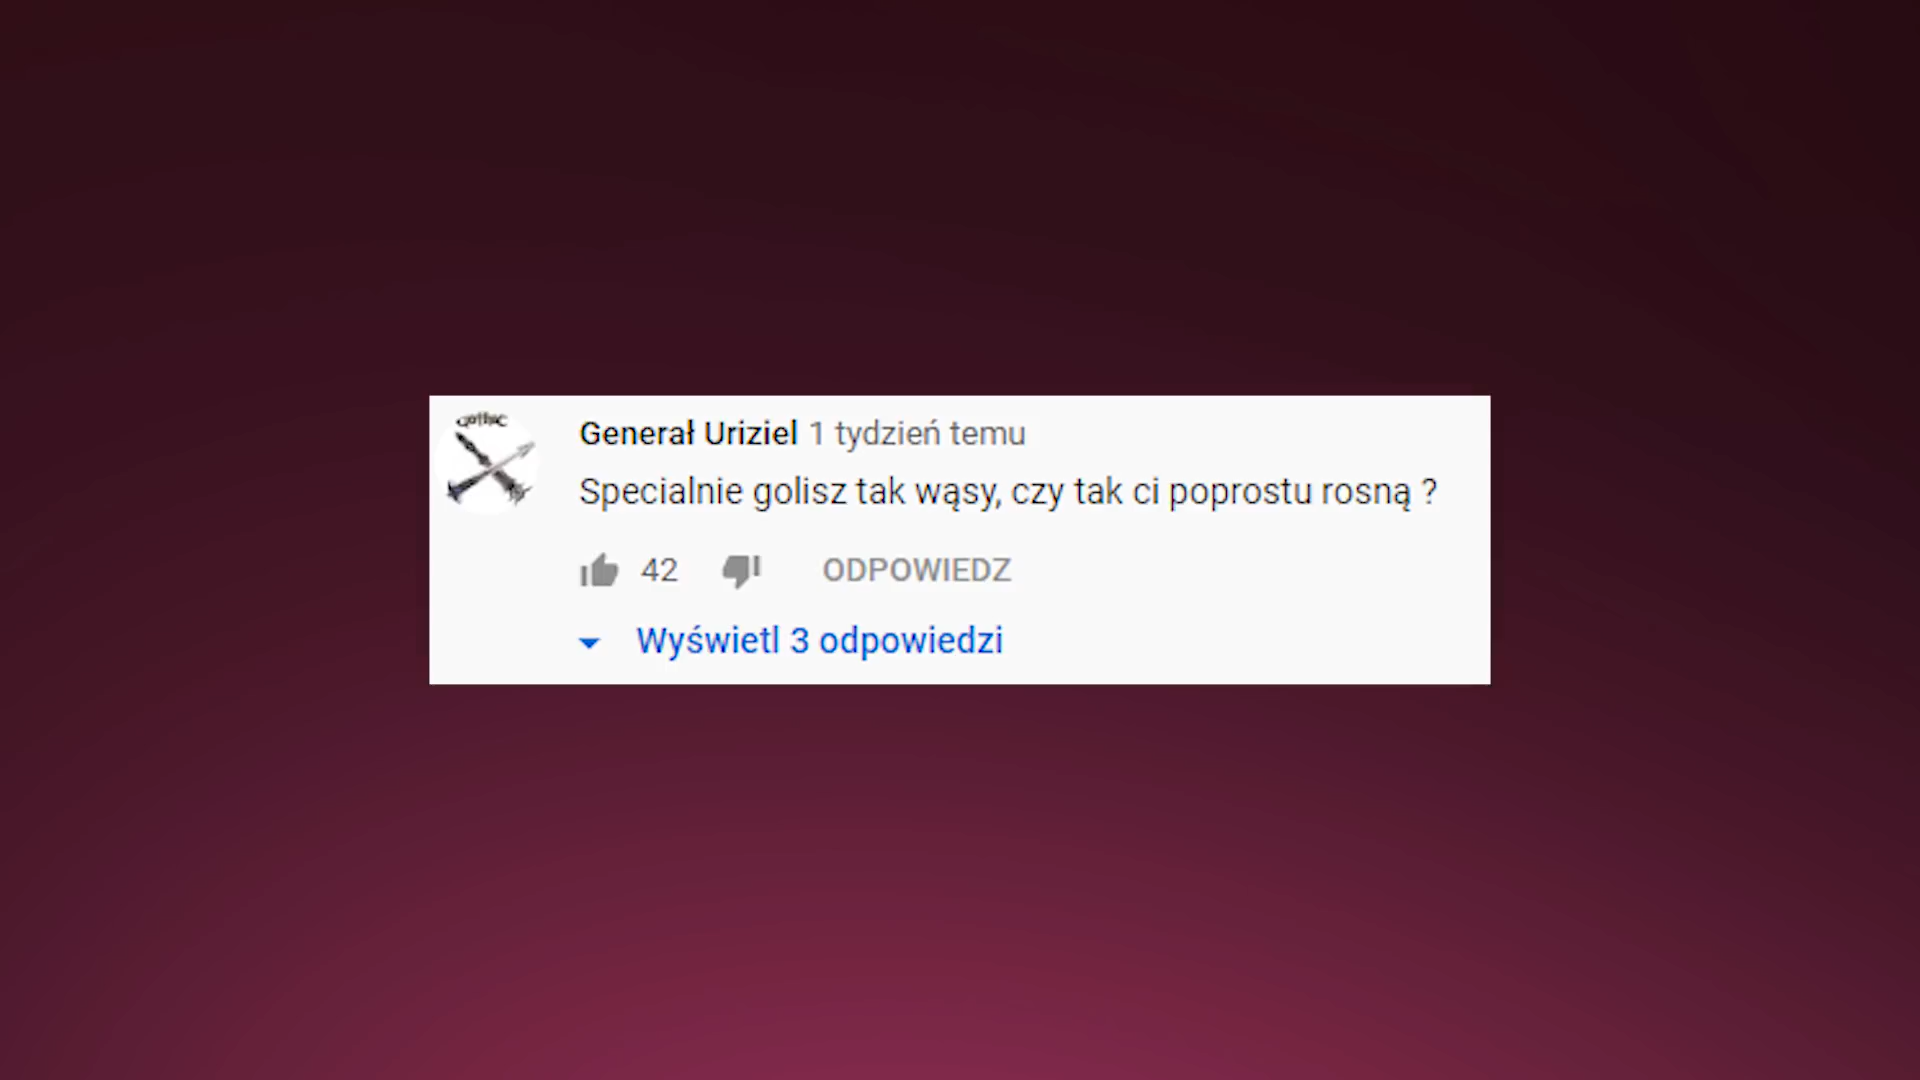 GothiC
Generał Uriziel 1 tydzień temu
Specialnie golisz tak wąsy, czy tak ci poprostu rosną ?
42 ODPOWIEDZ
Wyświetl 3 odpowiedzi